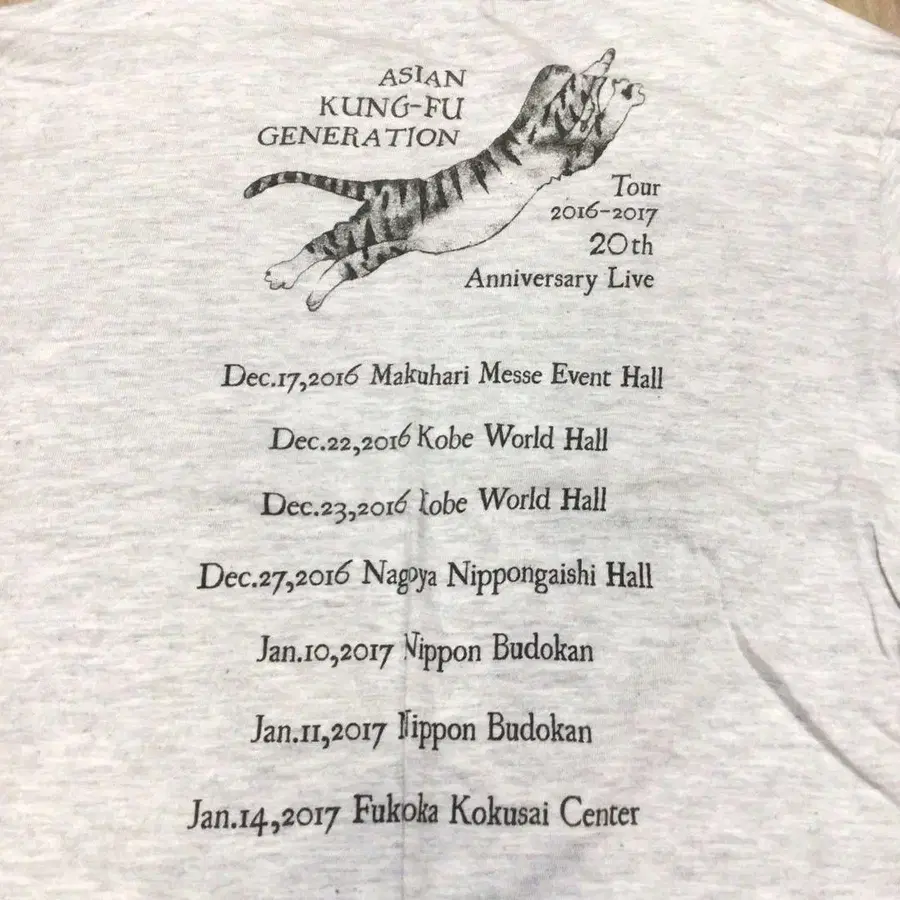 ASIAN
KUNG-FU
GENERATION
Tour
2016-2017
20th
Anniversary Live
Dec.17,2016 Makuhari Messe Event Hall
Dec.22,2016 Kobe World Hall
Dec.23,2016 Kobe World Hall
Dec.27,2016 Nagoya Nippongaishi Hall
Jan.10,2017 Nippon Budokan
Jan.11,2017 Nippon Budokan
Jan.14,2017 Fukoka Kokusai Center